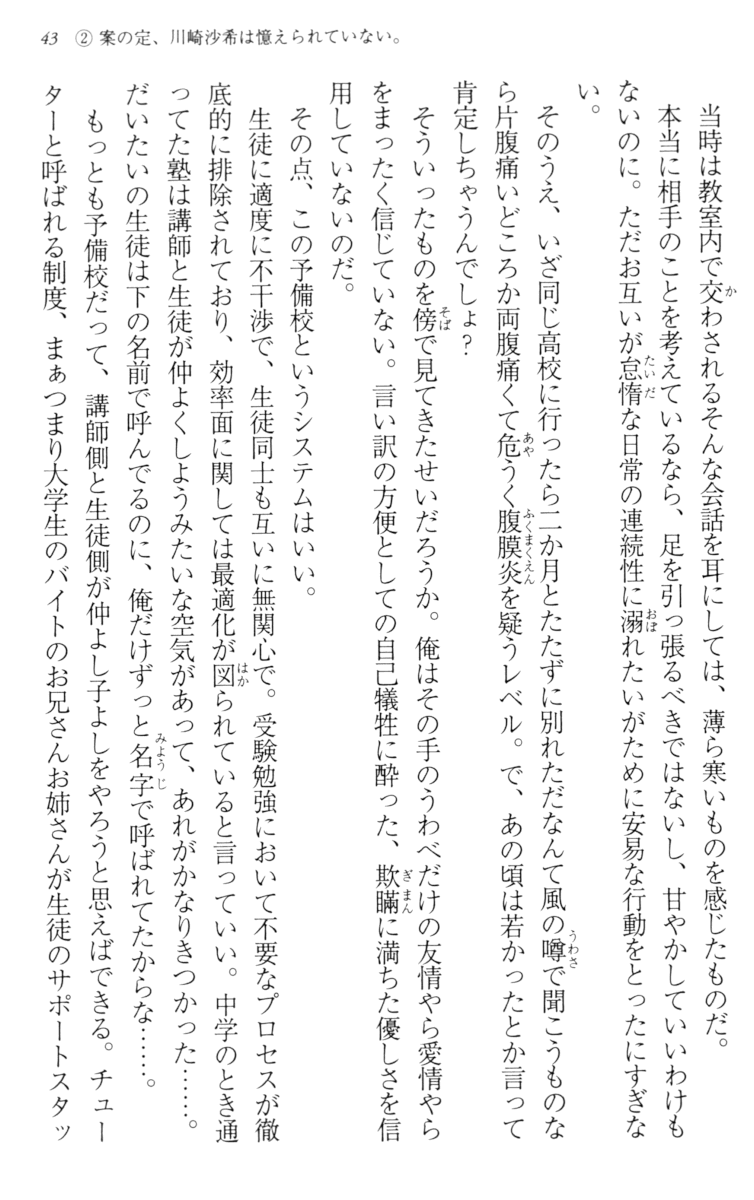 43　② 案の定、川崎沙希は憶えられていない。
　当時は教室内で交わされるそんな会話を耳にしては、薄ら寒いものを感じたものだ。
　本当に相手のことを考えているなら、足を引っ張るべきではないし、甘やかしていいわけも
ないのに。ただお互いが怠惰な日常の連続性に溺れたいがために安易な行動をとったにすぎな
い。
　そのうえ、いざ同じ高校に行ったら二か月とたたずに別れただなんて風の噂で聞こうものな
ら片腹痛いどころか両腹痛くて危うく腹膜炎を疑うレベル。で、あの頃は若かったとか言って
肯定しちゃうんでしょ？
　そういったものを傍で見てきたせいだろうか。俺はその手のうわべだけの友情やら愛情やら
をまったく信じていない。言い訳の方便としての自己犠牲に酔った、欺瞞に満ちた優しさを信
用していないのだ。
　その点、この予備校というシステムはいい。
　生徒に適度に不干渉で、生徒同士も互いに無関心で。受験勉強において不要なプロセスが徹
底的に排除されており、効率面に関しては最適化が図られていると言っていい。中学のとき通
ってた塾は講師と生徒が仲よくしようみたいな空気があって、あれがかなりきつかった……。
だいたいの生徒は下の名前で呼んでるのに、俺だけずっと名字で呼ばれてたからな……。
　もっとも予備校だって、講師側と生徒側が仲よし子よしをやろうと思えばできる。チュー
ターと呼ばれる制度、まぁつまり大学生のバイトのお兄さんお姉さんが生徒のサポートスタッ